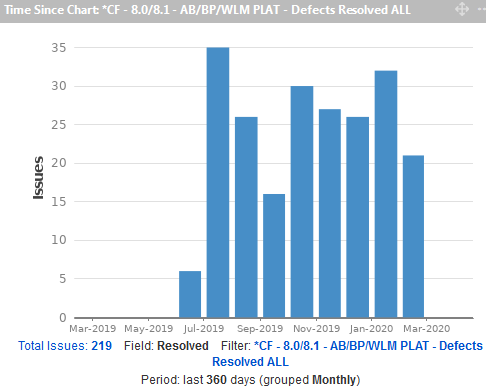 Time Since Chart: *CF - 8.0/8.1 - AB/BP/WLM PLAT - Defects Resolved ALL
35
30
25
20
15
10
5
0
Issues
Mar-2019 May-2019 Jul-2019 Sep-2019 Nov-2019 Jan-2020 Mar-2020
Total Issues: 219 Field: Resolved Filter: *CF - 8.0/8.1 - AB/BP/WLM PLAT - Defects
Resolved ALL
Period: last 360 days (grouped Monthly)